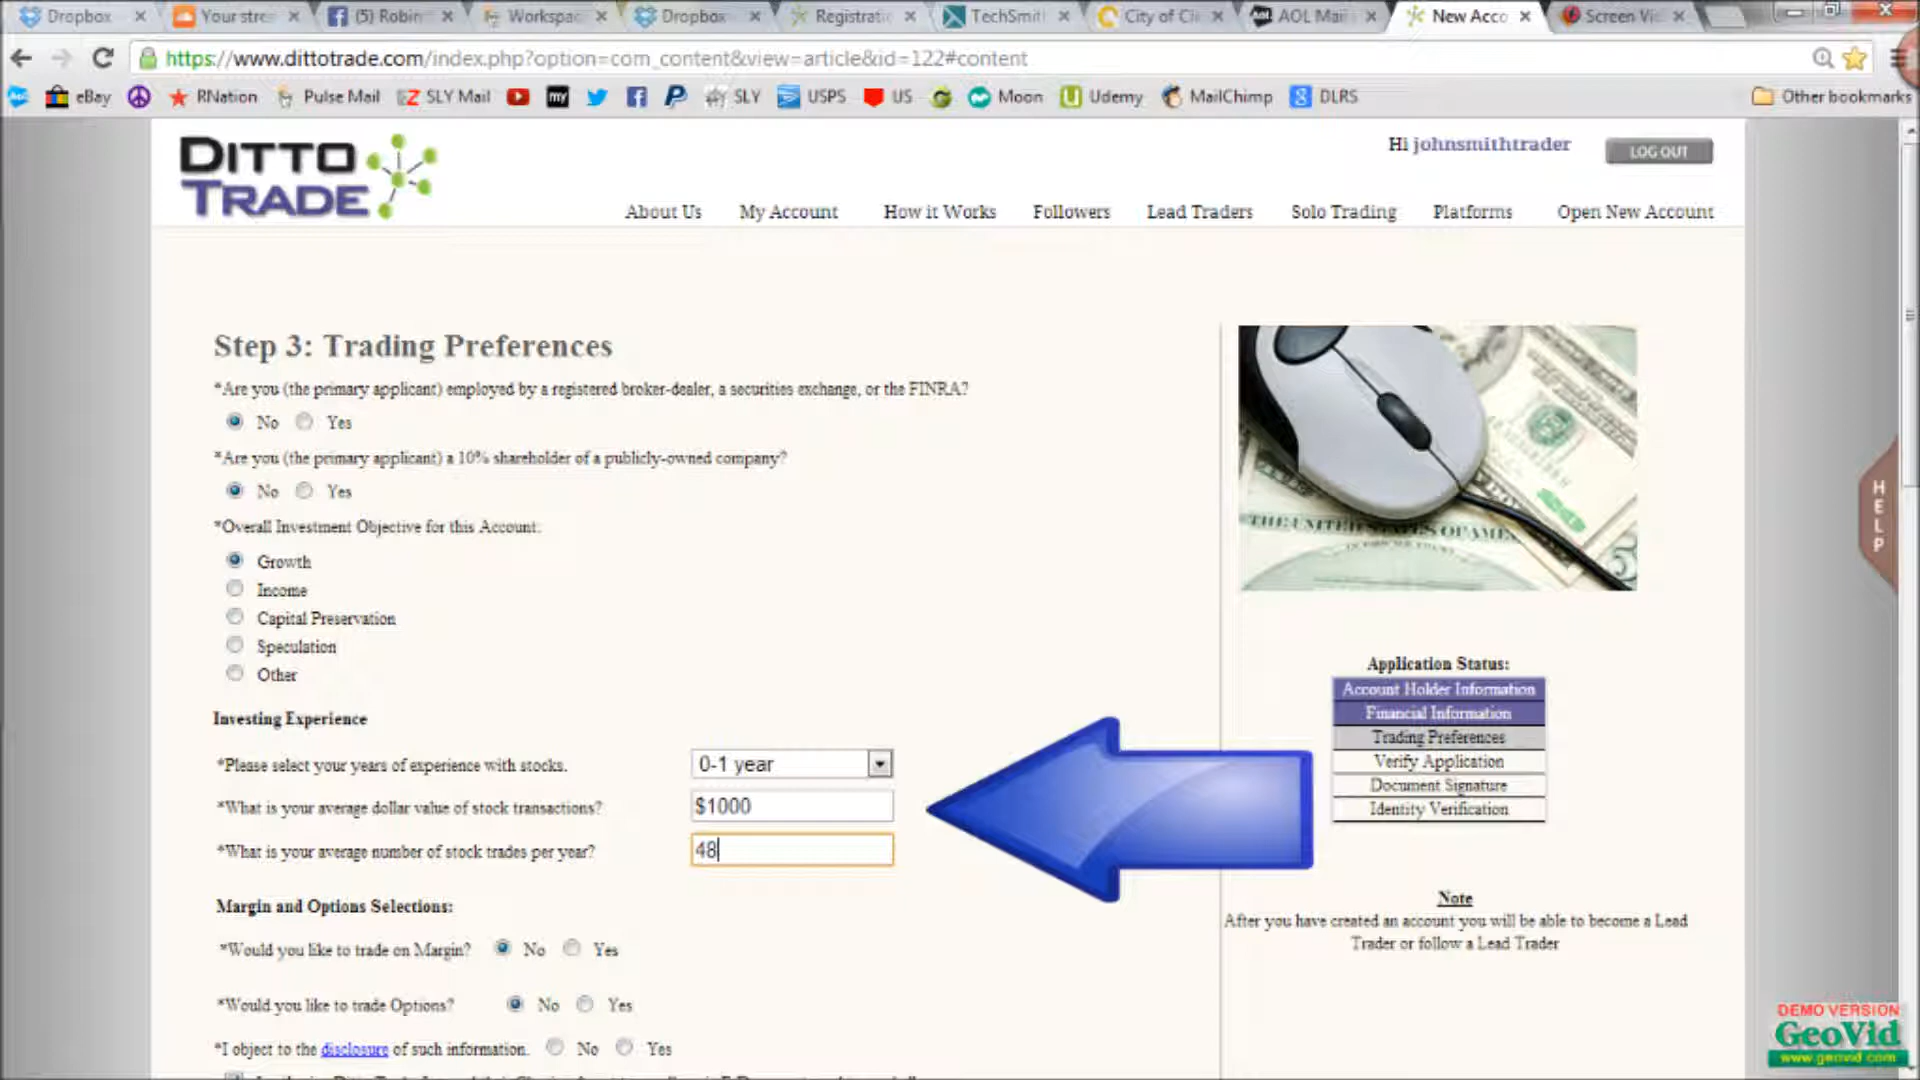 Dropbox
Your stre
(5) Robin
Workspac
Dropbox
Registratic
TechSmit
City of Cl
AOL Mai
New Acco
Screen Vi
https://www.dittotrade.com/index.php?option=com_content&view=article&id=122#content
eBay
RNation
Pulse Mail
SLY Mail
SLY
USPS
US
Moon
Udemy
MailChimp
DLRS
Other bookmarks
DITTO
TRADE
Hi johnsmithtrader
LOG OUT
About Us
My Account
How it Works
Followers
Lead Traders
Solo Trading
Platforms
Open New Account
Step 3: Trading Preferences
*Are you (the primary applicant) employed by a registered broker-dealer, a securities exchange, or the FINRA?
No Yes
*Are you (the primary applicant) a 10% shareholder of a publicly-owned company?
No Yes
*Overall Investment Objective for this Account:
Growth
Income
Capital Preservation
Speculation
Other
Investing Experience
*Please select your years of experience with stocks. 0-1 year
*What is your average dollar value of stock transactions? $1000
*What is your average number of stock trades per year? 48
Margin and Options Selections:
*Would you like to trade on Margin? No Yes
*Would you like to trade Options? No Yes
*I object to the disclosure of such information. No Yes
HELP
Application Status:
Account Holder Information
Financial Information
Trading Preferences
Verify Application
Document Signature
Identity Verification
Note
After you have created an account you will be able to become a Lead
Trader or follow a Lead Trader
DEMO VERSION
GeoVid
www.geovid.com